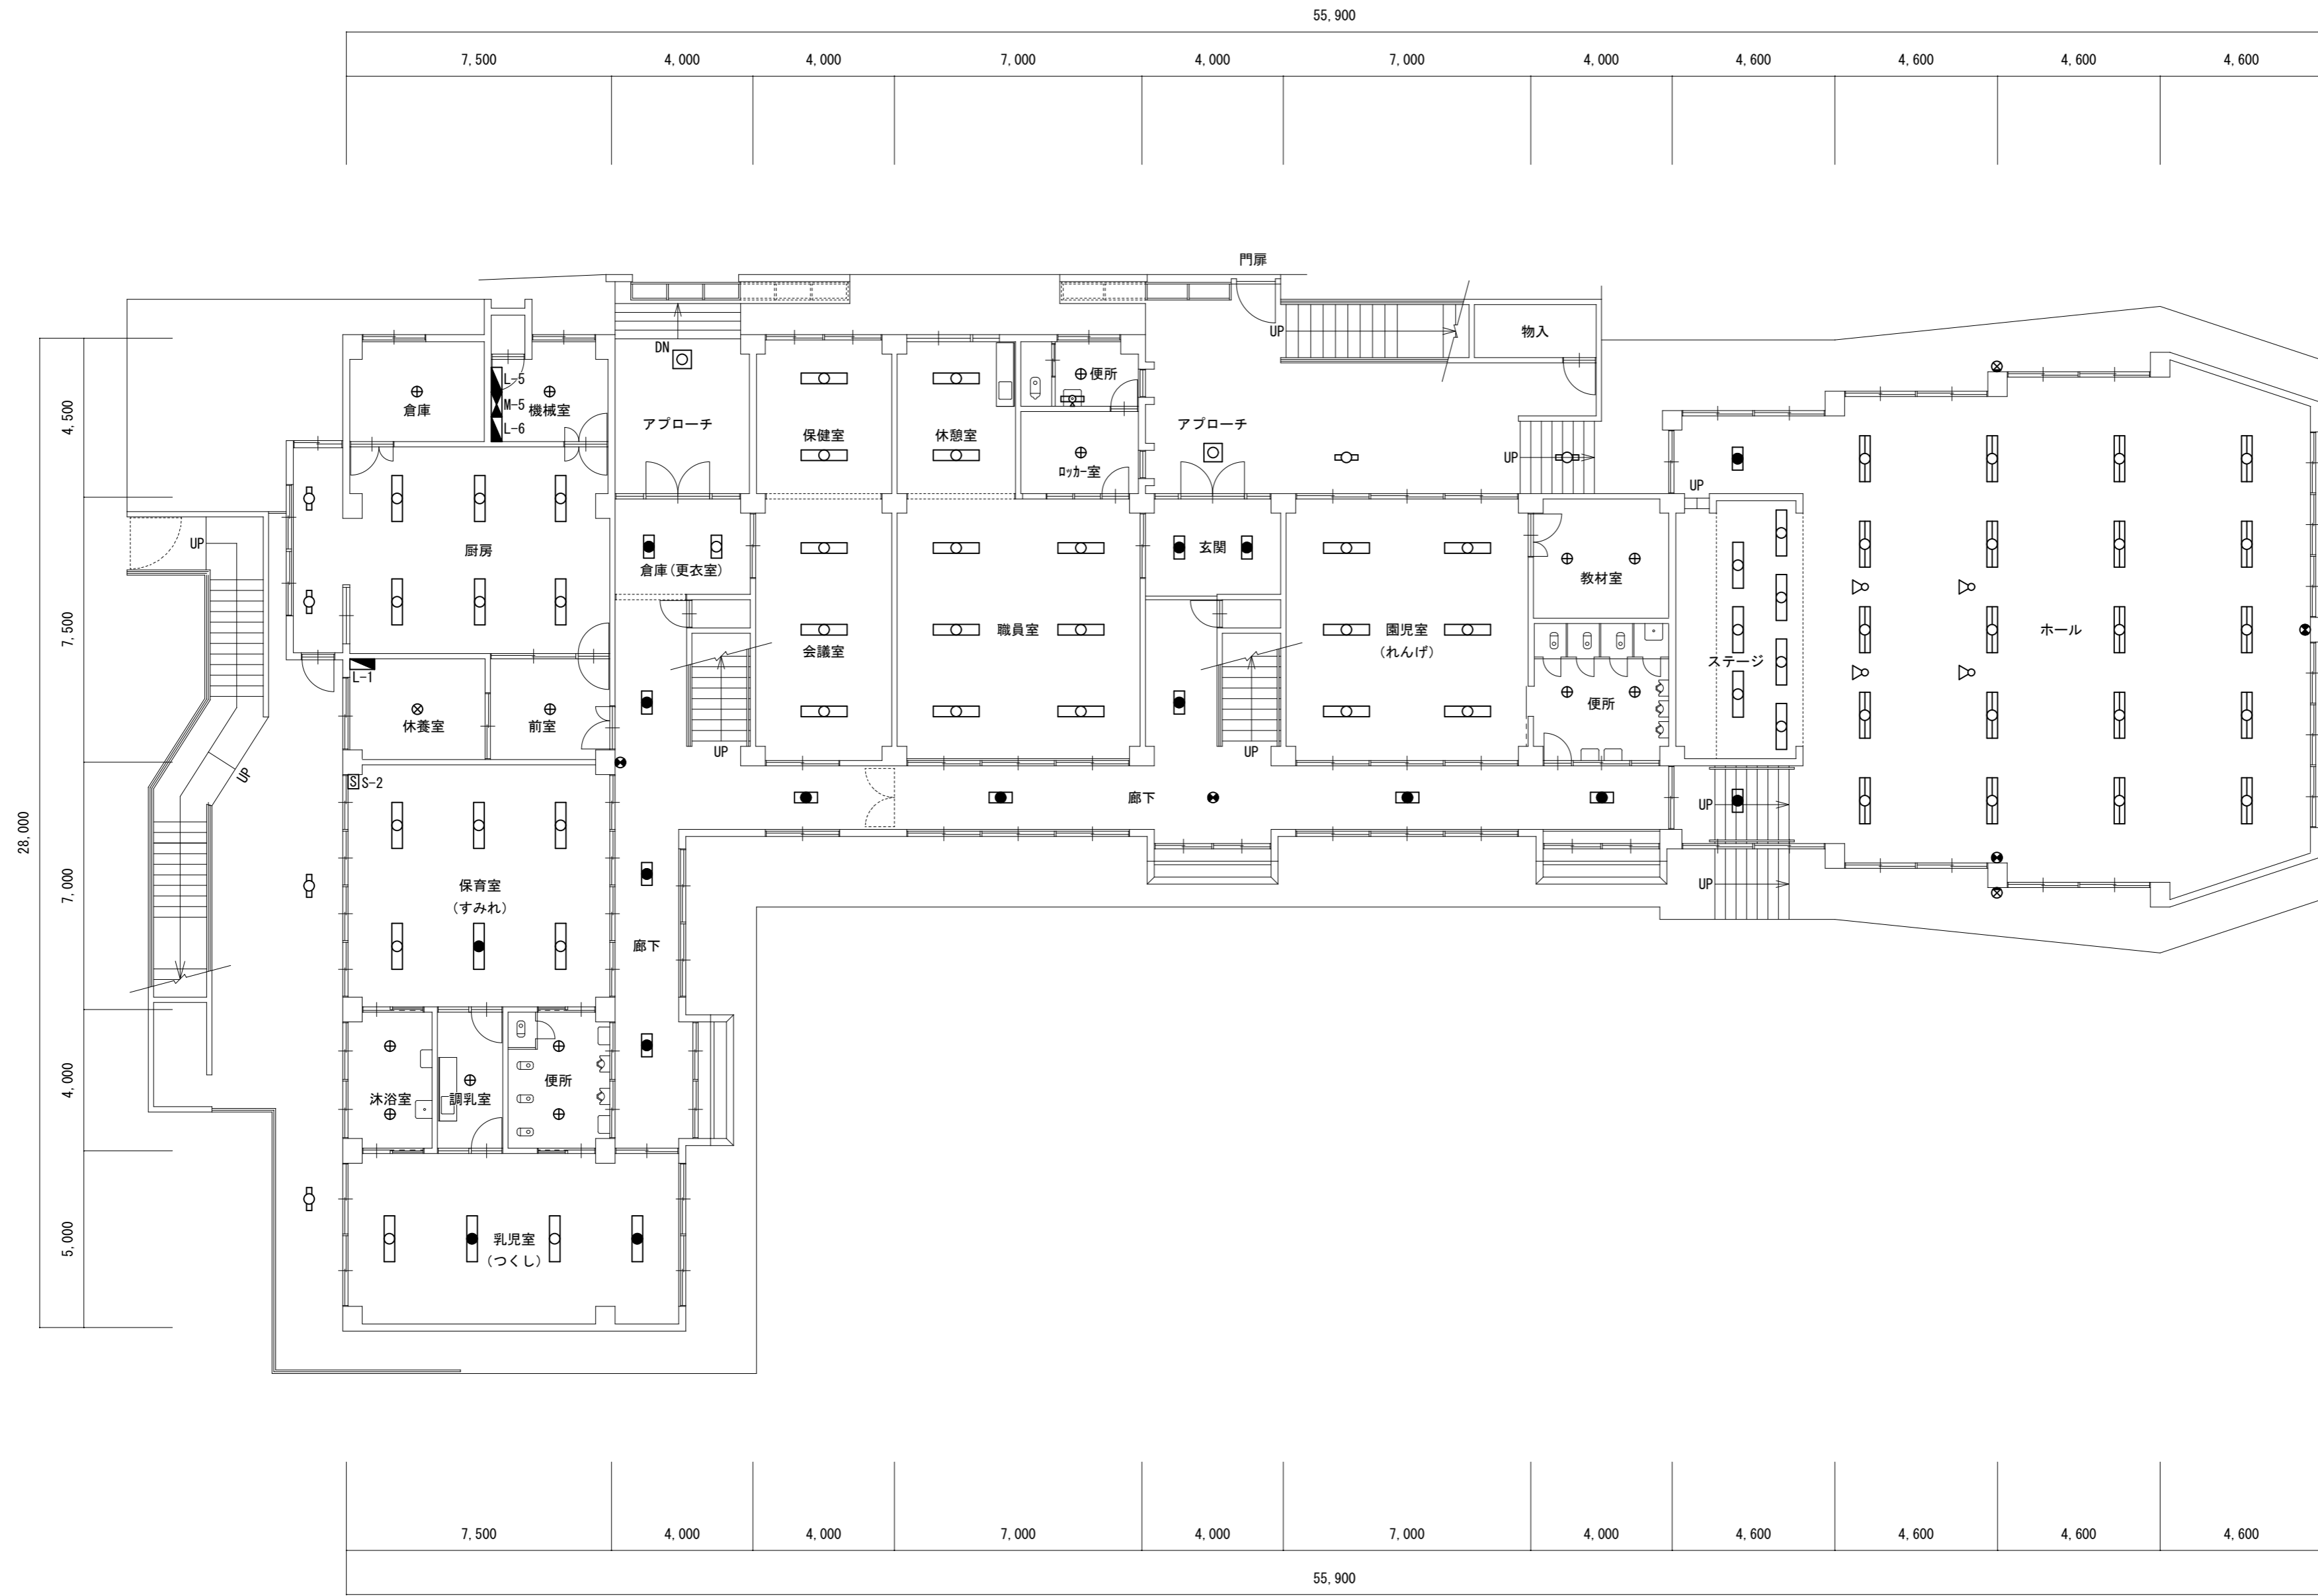 55,900
7,500
4,000
4,000
7,000
4,000
7,000
4,000
4,600
4,600
4,600
4,600
門扉
UP
物入
DN
L-5
M-5
L-6
倉庫
機械室
アプローチ
保健室
休憩室
便所
ロッカー室
アプローチ
UP
UP
4,500
UP
厨房
倉庫(更衣室)
玄関
教材室
7,500
会議室
職員室
園児室
(れんげ)
ステージ
ホール
L-1
休養室
前室
便所
UP
UP
UP
S
S-2
廊下
UP
28,000
7,000
保育室
(すみれ)
UP
廊下
4,000
沐浴室
調乳室
便所
5,000
乳児室
(つくし)
7,500
4,000
4,000
7,000
4,000
7,000
4,000
4,600
4,600
4,600
4,600
55,900